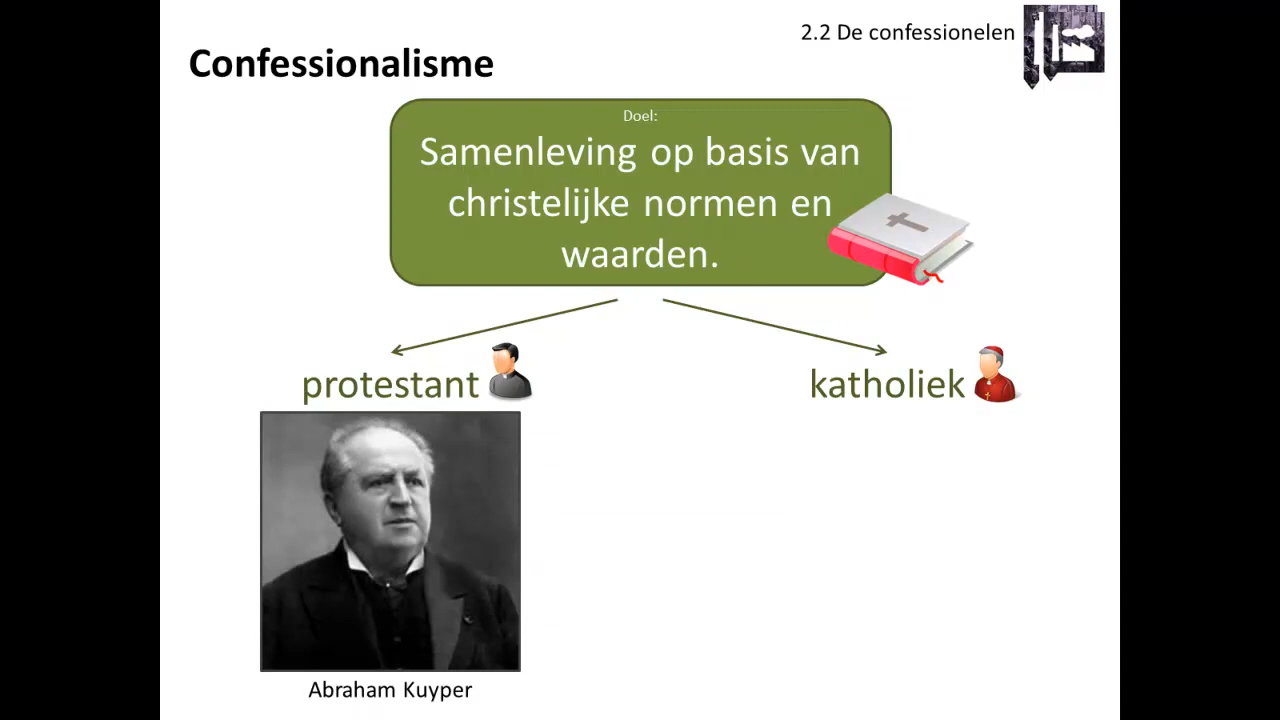 2.2 De confessionelen
Confessionalisme
Doel:
Samenleving op basis van
christelijke normen en
waarden.
protestant
katholiek
Abraham Kuyper